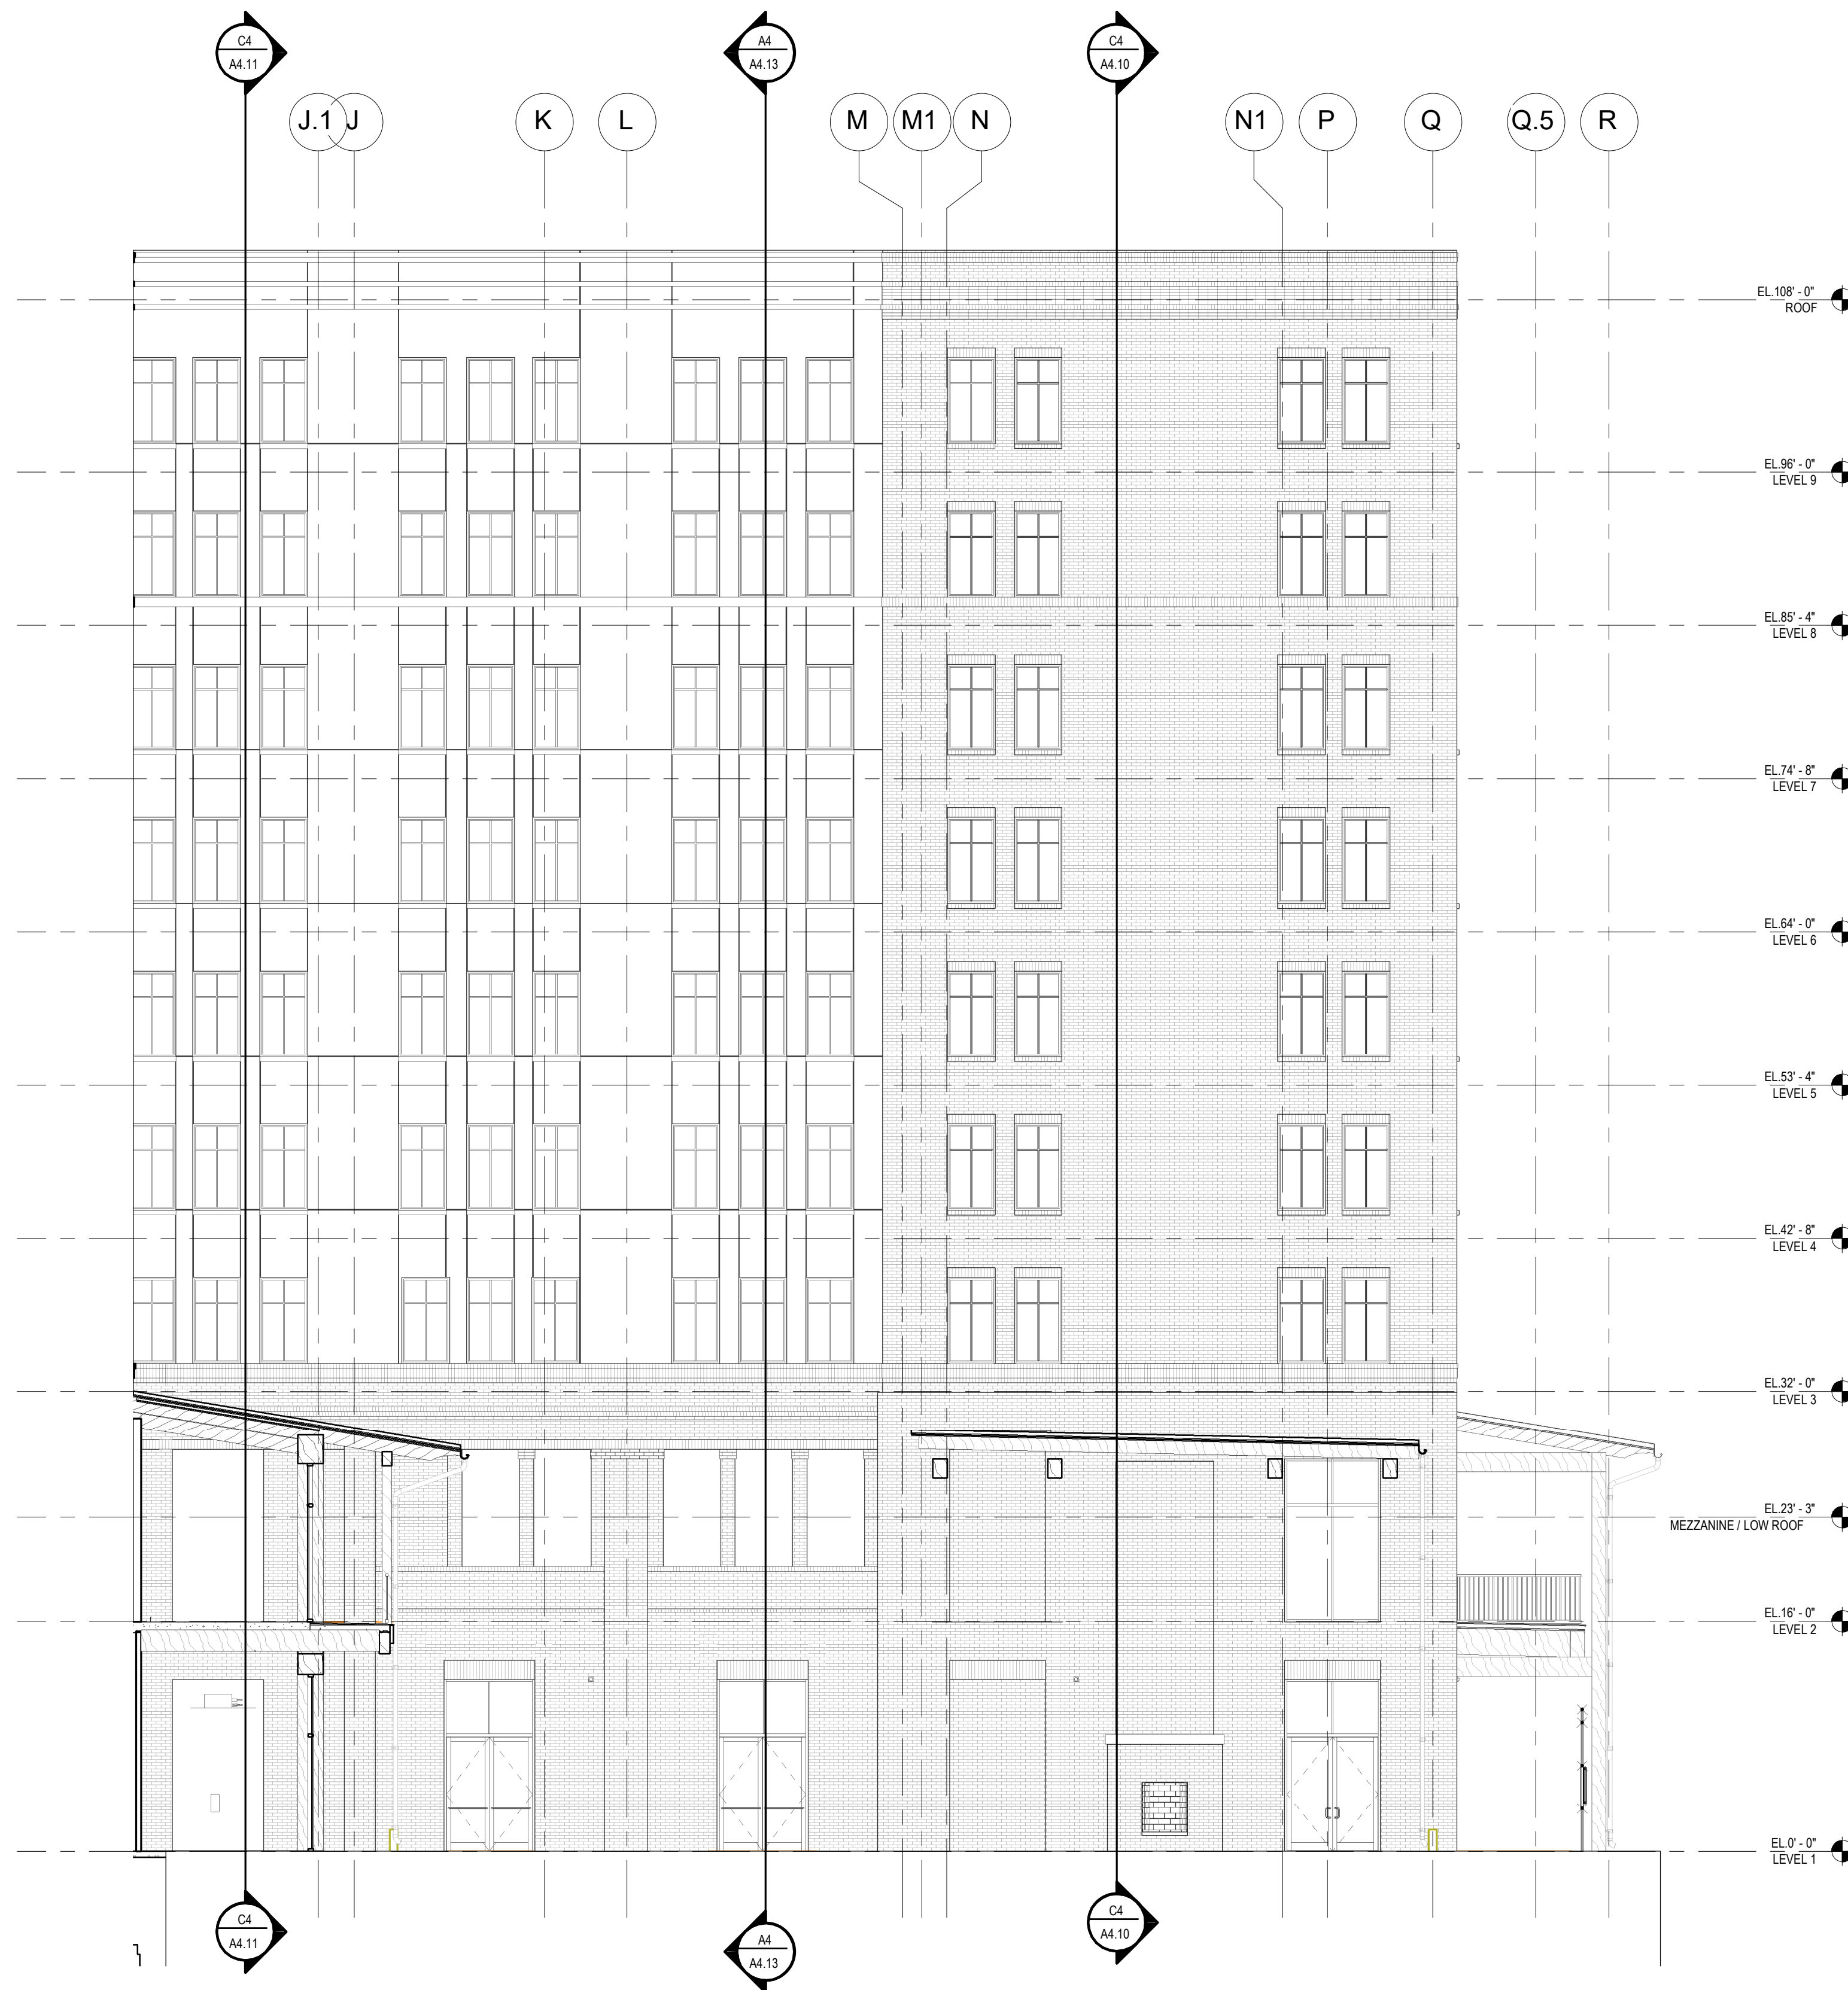 C4
A4.11
A4
A4.13
C4
A4.10
J.1
J
K
L
M
M1
N
N1
P
Q
Q.5
R
EL.108' - 0"
ROOF
EL.96' - 0"
LEVEL 9
EL.85' - 4"
LEVEL 8
EL.74' - 8"
LEVEL 7
EL.64' - 0"
LEVEL 6
EL.53' - 4"
LEVEL 5
EL.42' - 8"
LEVEL 4
EL.32' - 0"
LEVEL 3
EL.23' - 3"
MEZZANINE / LOW ROOF
EL.16' - 0"
LEVEL 2
EL.0' - 0"
LEVEL 1
C4
A4.11
A4
A4.13
C4
A4.10